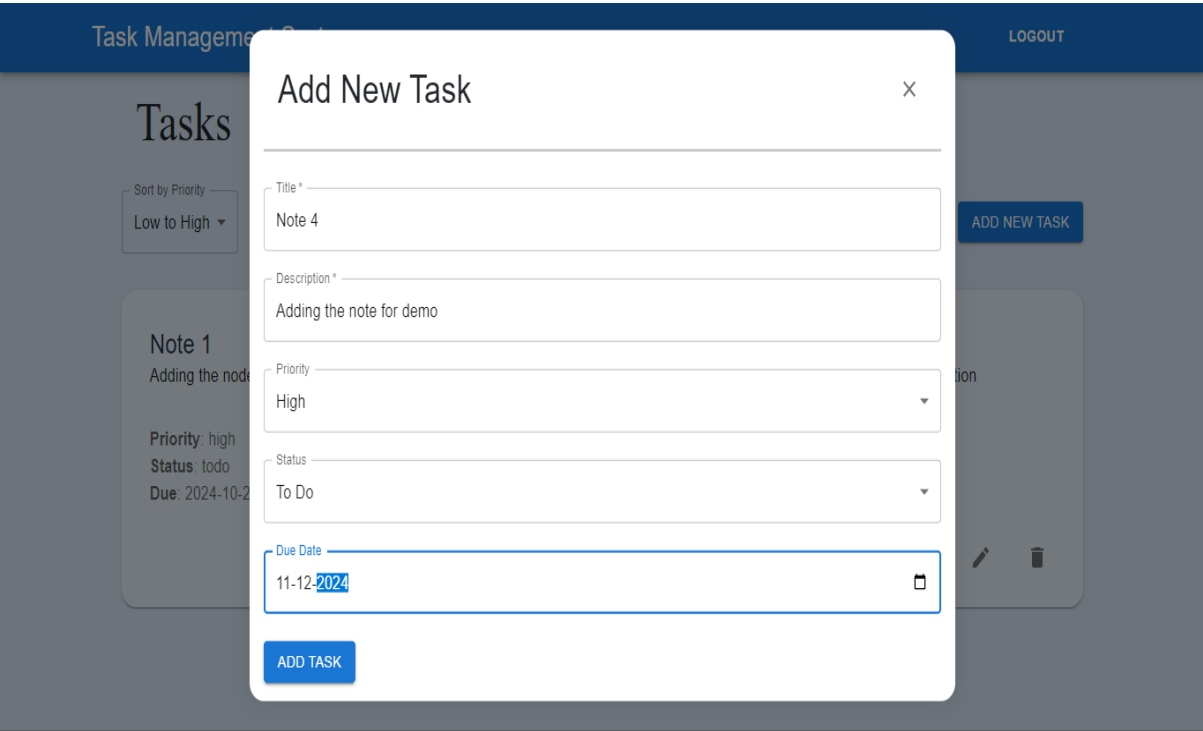 Task Manageme
LOGOUT
Add New Task
Tasks
Title *
Note 4
Sort by Priority
Low to High
ADD NEW TASK
Description *
Adding the note for demo
Note 1
Adding the node
tion
Priority
High
Priority: high
Status: todo
Due: 2024-10-2
Status
To Do
Due Date
11-12-2024
ADD TASK